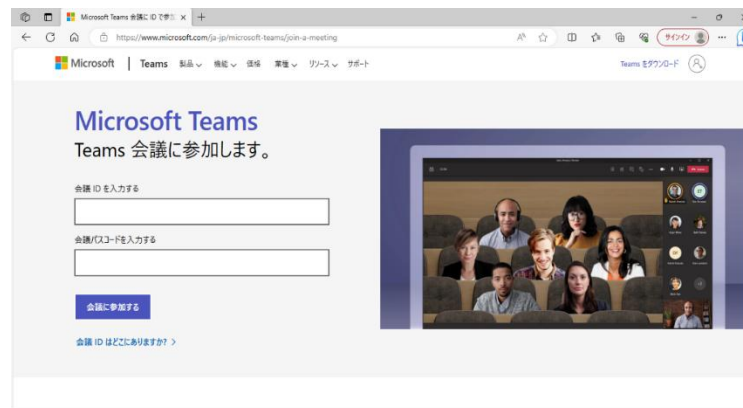 Microsoft Teams 会議に ID で参加
https://www.microsoft.com/ja-jp/microsoft-teams/join-a-meeting
サインイン
Microsoft | Teams 製品 機能 価格 業種 リソース サポート
Teams をダウンロード
Microsoft Teams
Teams 会議に参加します。
会議 ID を入力する
会議パスコードを入力する
会議に参加する
会議 ID はどこにありますか? >